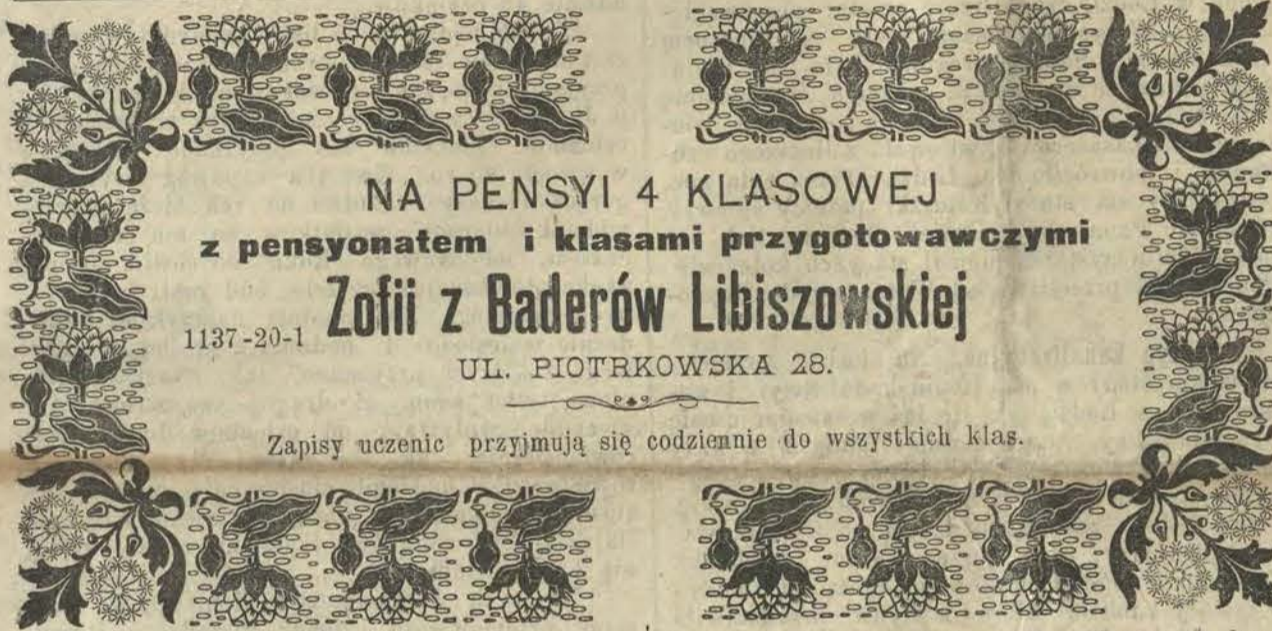 NA PENSYI 4 KLASOWEJ
z pensyonatem i klasami przygotowawczymi
Zofii z Baderów Libiszowskiej
1137-20-1
UL. PIOTRKOWSKA 28.
Zapisy uczenic przyjmują się codziennie do wszystkich klas.